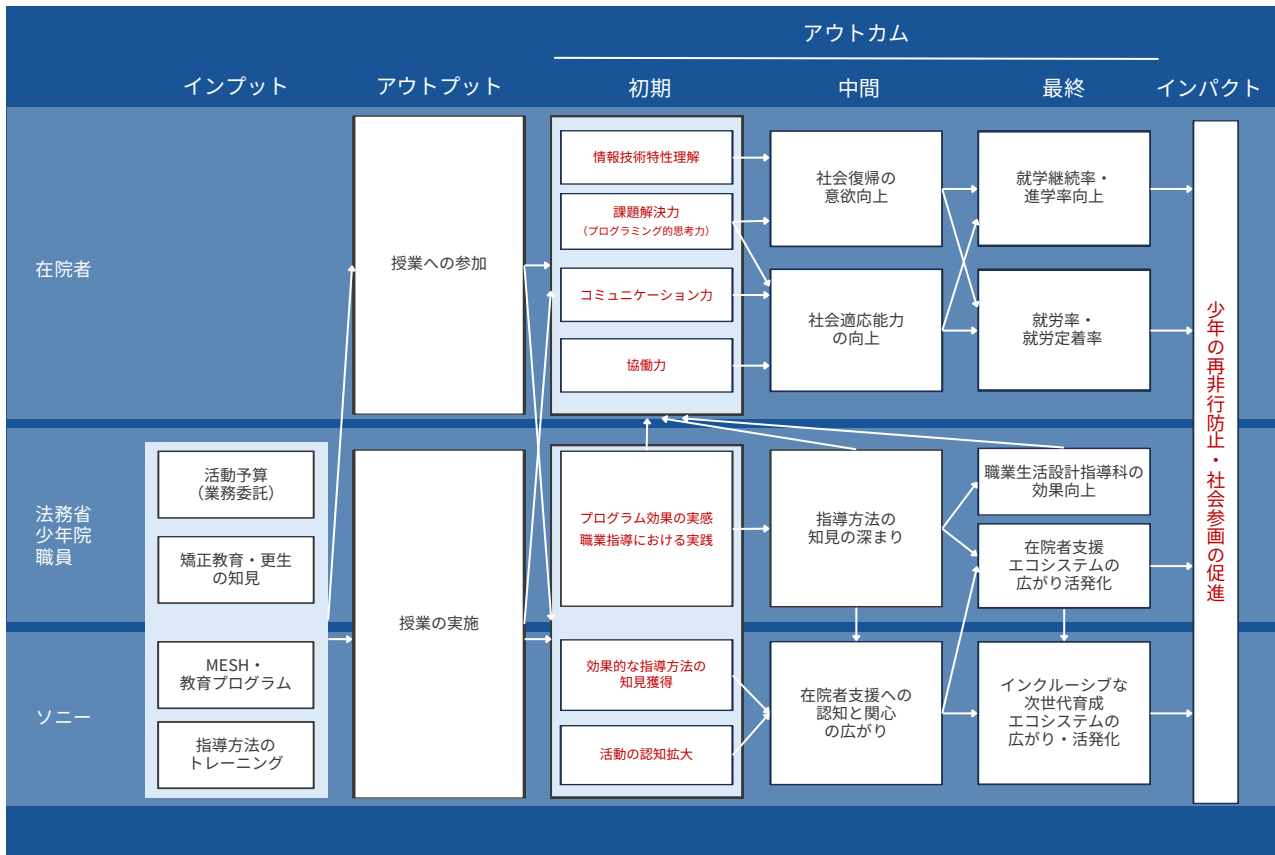 アウトカム
インプット
アウトプット
初期
中間
最終
インパクト
在院者
授業への参加
情報技術特性理解
課題解決力
(プログラミング的思考力)
コミュニケーション力
協働力
社会復帰の
意欲向上
社会適応能力
の向上
就学継続率・
進学率向上
就労率・
就労定着率
少年の再非行防止・社会参画の促進
法務省
少年院
職員
活動予算
(業務委託)
矯正教育・更生
の知見
授業の実施
プログラム効果の実感
職業指導における実践
指導方法の
知見の深まり
職業生活設計指導科の
効果向上
在院者支援
エコシステムの
広がり活発化
ソニー
MESH・
教育プログラム
指導方法の
トレーニング
効果的な指導方法の
知見獲得
活動の認知拡大
在院者支援への
認知と関心
の広がり
インクルーシブな
次世代育成
エコシステムの
広がり・活発化